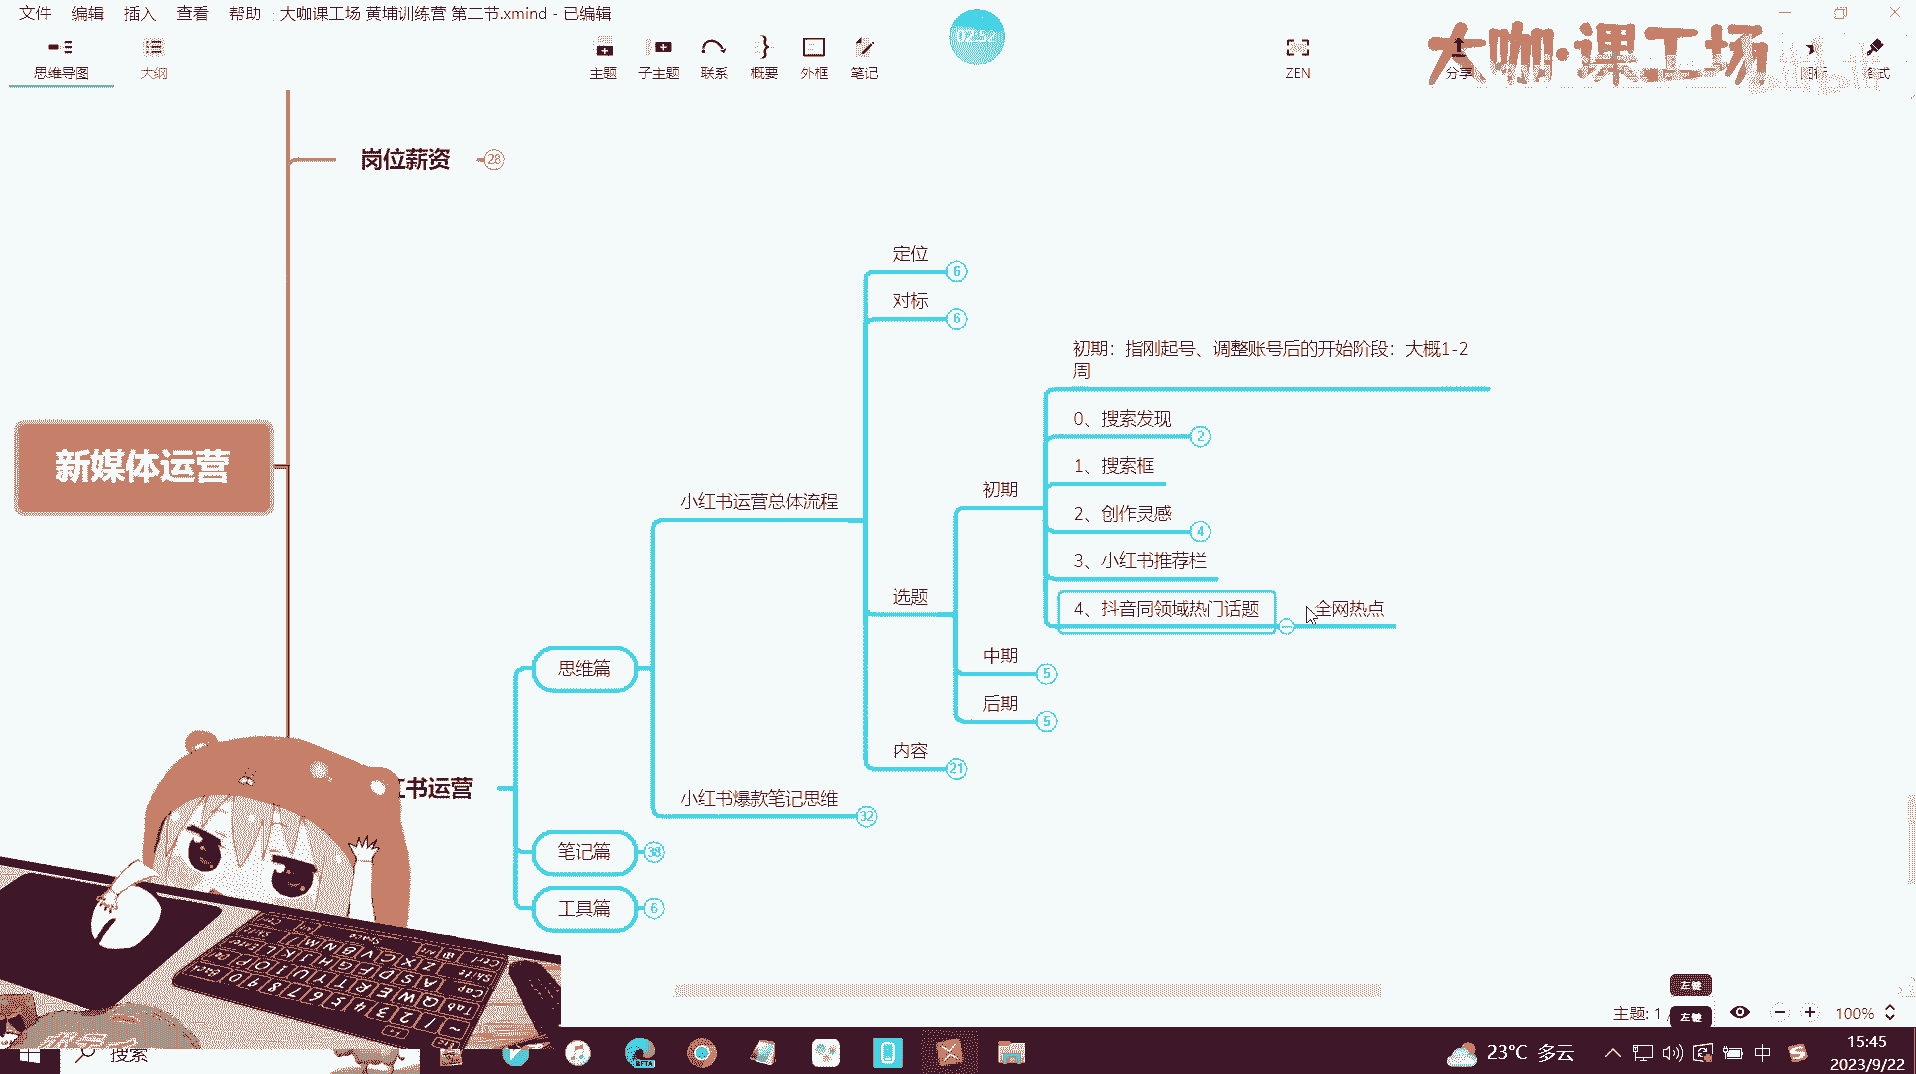 文件 编辑 插入 查看 帮助 大咖课工场 黄埔训练营 第二节.xmind - 已编辑
02:52
大咖·课工场
思维导图
大纲
主题
子主题
联系
概要
外框
笔记
ZEN
分享
岗位薪资
28
定位
6
对标
6
初期：指刚起号、调整账号后的开始阶段：大概1-2
周
0、搜索发现
2
1、搜索框
新媒体运营
初期
小红书运营总体流程
2、创作灵感
4
3、小红书推荐栏
选题
4、抖音同领域热门话题
全网热点
中期
5
思维篇
后期
5
内容
21
书运营
小红书爆款笔记思维
32
笔记篇
38
工具篇
6
左键
主题: 1
左键
100%
搜索
BETA
23°C 多云
中
15:45
2023/9/22